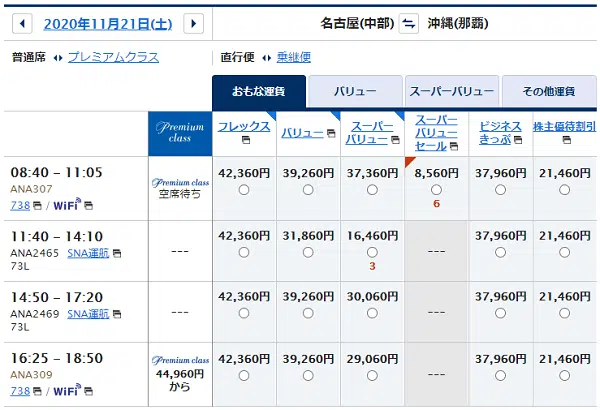 2020年11月21日(土) 名古屋(中部) 沖縄(那覇)
普通席 プレミアムクラス 直行便 乗継便
おもな運賃 バリュー スーパーバリュー その他運賃
Premium class フレックス バリュー スーパーバリュー スーパーバリューセール ビジネスきっぷ 株主優待割引
08:40 – 11:05 Premium class 42,360円 39,260円 37,360円 8,560円 37,960円 21,460円
ANA307 空席待ち
738 / WiFi 6
11:40 – 14:10 42,360円 31,860円 16,460円 --- 37,960円 21,460円
ANA2465 SNA運航 ---
73L 3
14:50 – 17:20 42,360円 39,260円 30,060円 --- 37,960円 21,460円
ANA2469 SNA運航 ---
73L
16:25 – 18:50 Premium class 42,360円 39,260円 29,060円 --- 37,960円 21,460円
ANA309 44,960円
738 / WiFi から